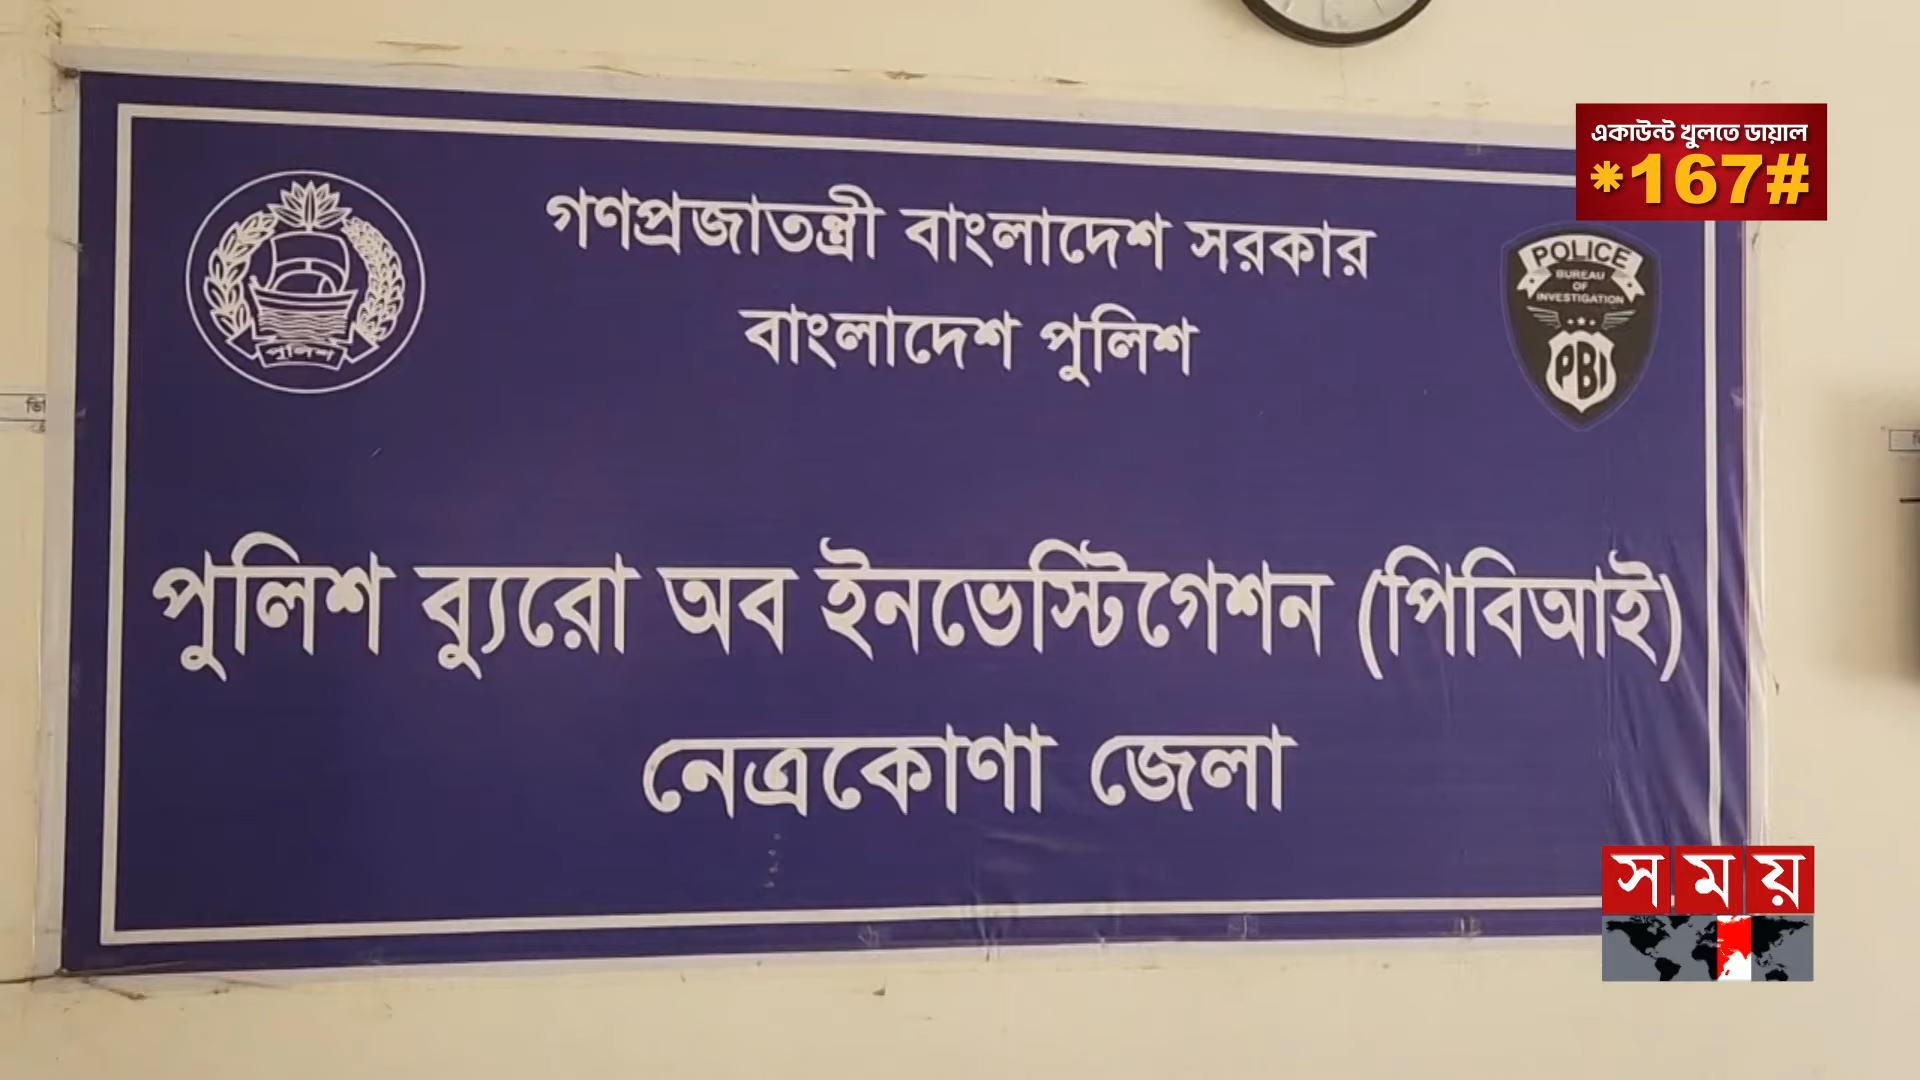 একাউন্ট খুলতে ডায়াল
*167#
গণপ্রজাতন্ত্রী বাংলাদেশ সরকার
বাংলাদেশ পুলিশ
পুলিশ
POLICE
BUREAU
OF
INVESTIGATION
PBI
পুলিশ ব্যুরো অব ইনভেস্টিগেশন (পিবিআই)
নেত্রকোণা জেলা
সময়